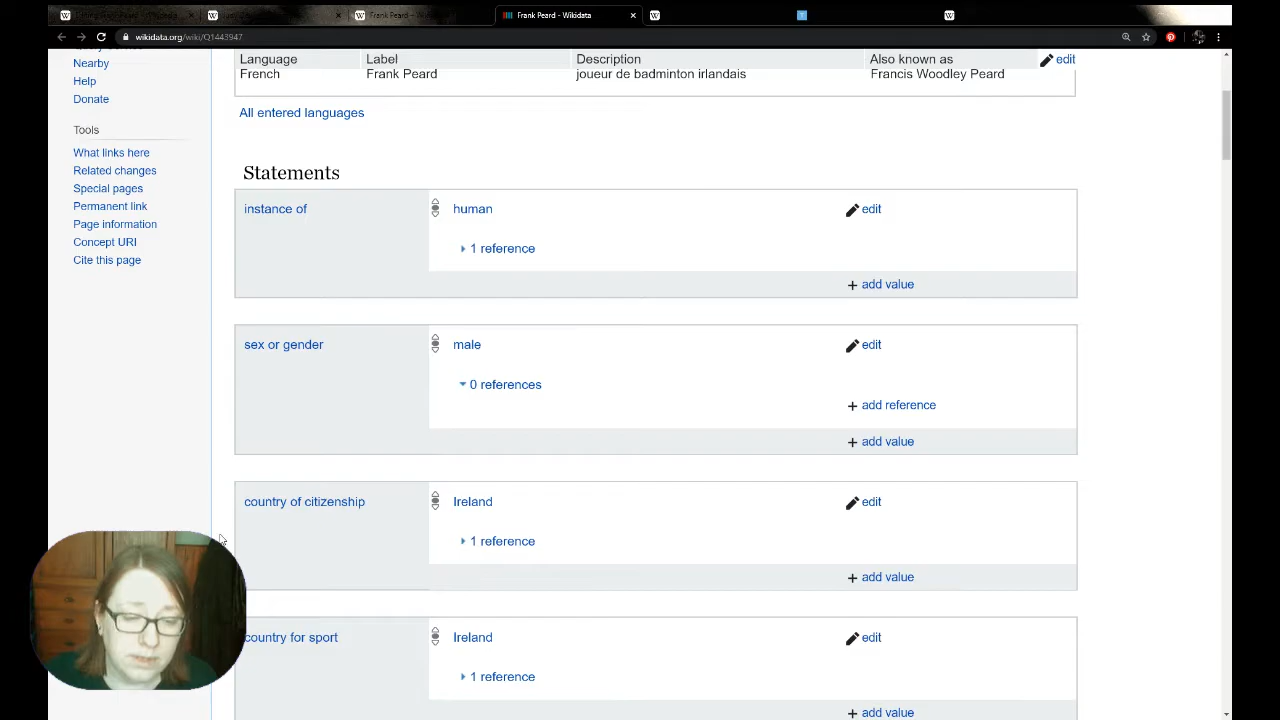 Frank Peard - Wikidata
wikidata.org/wiki/Q1443947
Nearby
Help
Donate
Tools
What links here
Related changes
Special pages
Permanent link
Page information
Concept URI
Cite this page
Language Label Description Also known as edit
French Frank Peard joueur de badminton irlandais Francis Woodley Peard
All entered languages
Statements
instance of human edit
1 reference
+ add value
sex or gender male edit
0 references
+ add reference
+ add value
country of citizenship Ireland edit
1 reference
+ add value
country for sport Ireland edit
1 reference
+ add value